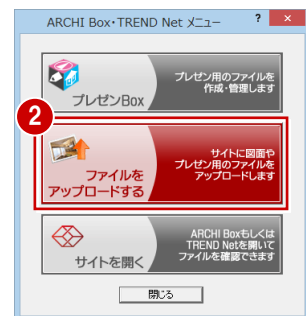 ARCHI Box・TREND Net メニュー
? ×
プレゼンBox
プレゼン用のファイルを
作成・管理します
2
ファイルを
アップロードする
サイトに図面や
プレゼン用のファイルを
アップロードします
サイトを開く
ARCHI Boxもしくは
TREND Netを開いて
ファイルを確認できます
閉じる